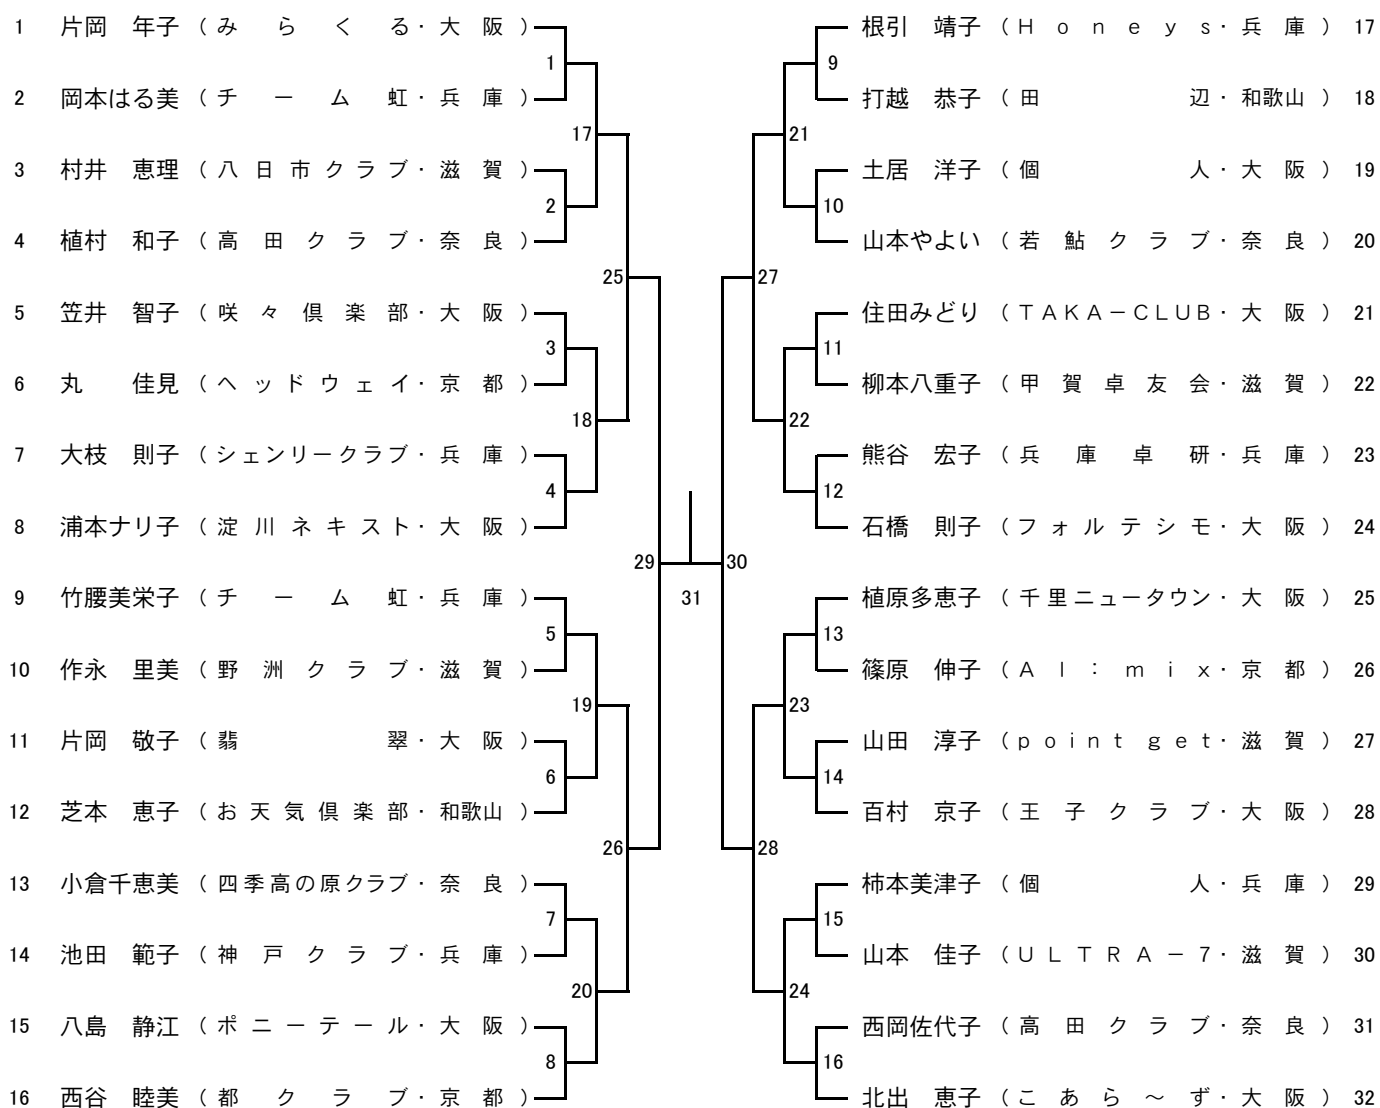 1 片岡 年子 (みらくる・大阪)
1
2 岡本はる美 (チーム虹・兵庫)
17
3 村井 恵理 (八日市クラブ・滋賀)
2
4 植村 和子 (高田クラブ・奈良)
25
5 笠井 智子 (咲々倶楽部・大阪)
3
6 丸 佳見 (ヘッドウェイ・京都)
18
7 大枝 則子 (シェンリークラブ・兵庫)
4
8 浦本ナリ子 (淀川ネキスト・大阪)
29
9 竹腰美栄子 (チーム虹・兵庫)
5
10 作永 里美 (野洲クラブ・滋賀)
19
11 片岡 敬子 (翡翠・大阪)
6
12 芝本 恵子 (お天気倶楽部・和歌山)
26
13 小倉千恵美 (四季高の原クラブ・奈良)
7
14 池田 範子 (神戸クラブ・兵庫)
20
15 八島 静江 (ポニーテール・大阪)
8
16 西谷 睦美 (都クラブ・京都)
31
根引 靖子 (Honeys・兵庫) 17
9
打越 恭子 (田辺・和歌山) 18
21
土居 洋子 (個人・大阪) 19
10
山本やよい (若鮎クラブ・奈良) 20
27
住田みどり (TAKA-CLUB・大阪) 21
11
柳本八重子 (甲賀卓友会・滋賀) 22
22
熊谷 宏子 (兵庫卓研・兵庫) 23
12
石橋 則子 (フォルテシモ・大阪) 24
30
植原多恵子 (千里ニュータウン・大阪) 25
13
篠原 伸子 (Al:mix・京都) 26
23
山田 淳子 (point get・滋賀) 27
14
百村 京子 (王子クラブ・大阪) 28
28
柿本美津子 (個人・兵庫) 29
15
山本 佳子 (ULTRA-7・滋賀) 30
24
西岡佐代子 (高田クラブ・奈良) 31
16
北出 恵子 (こあら~ず・大阪) 32